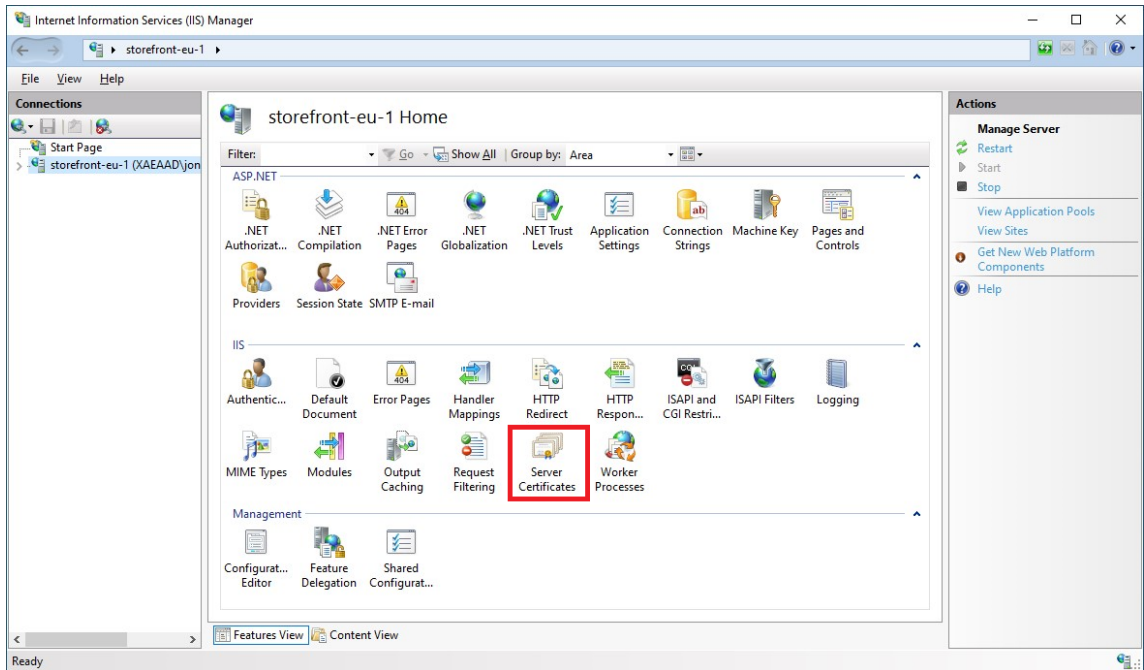 Internet Information Services (IIS) Manager
storefront-eu-1
File View Help
Connections
Start Page
storefront-eu-1 (XAEAAD\jon
storefront-eu-1 Home
Filter: Go Show All Group by: Area
ASP.NET
.NET Authorizat...
.NET Compilation
.NET Error Pages
.NET Globalization
.NET Trust Levels
Application Settings
Connection Strings
Machine Key
Pages and Controls
Providers
Session State
SMTP E-mail
IIS
Authentic...
Default Document
Error Pages
Handler Mappings
HTTP Redirect
HTTP Respon...
ISAPI and CGI Restri...
ISAPI Filters
Logging
MIME Types
Modules
Output Caching
Request Filtering
Server Certificates
Worker Processes
Management
Configurat... Editor
Feature Delegation
Shared Configurat...
Features View
Content View
Actions
Manage Server
Restart
Start
Stop
View Application Pools
View Sites
Get New Web Platform
Components
Help
Ready